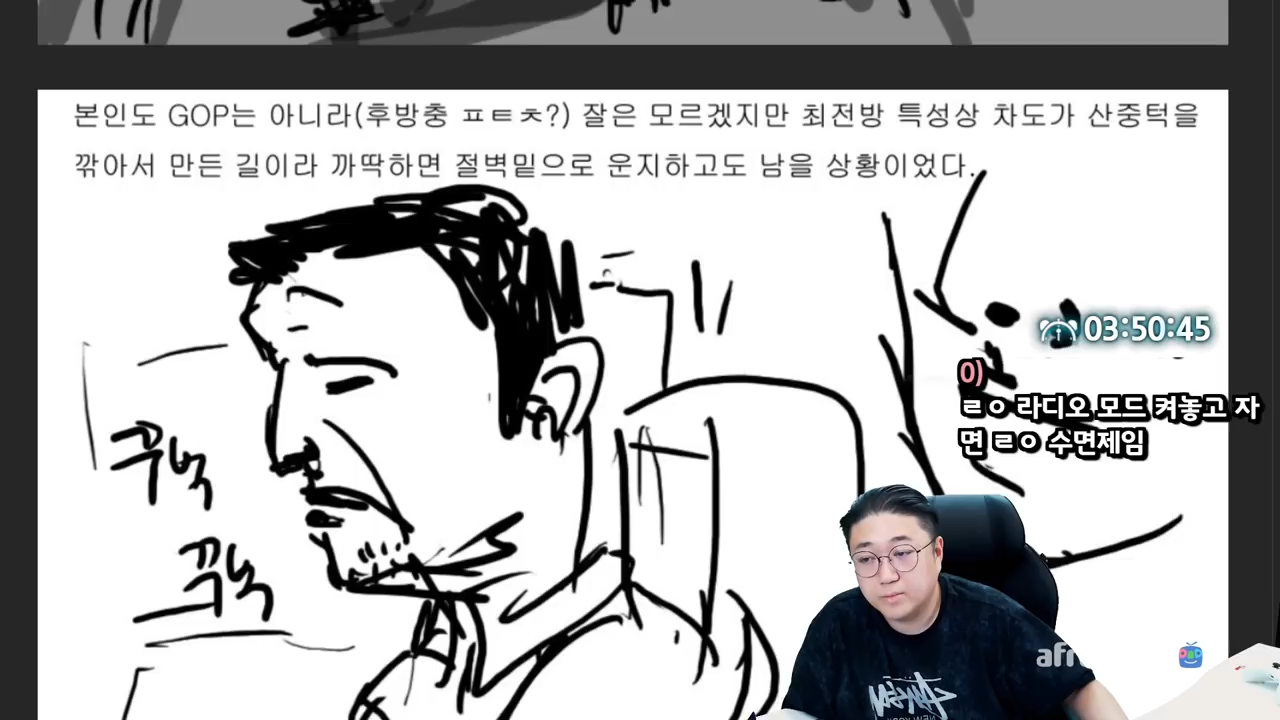 본인도 GOP는 아니라(후방충 ㅍㅌㅊ?) 잘은 모르겠지만 최전방 특성상 차도가 산중턱을
깎아서 만든 길이라 까딱하면 절벽밑으로 운지하고도 남을 상황이었다.
03:50:45
ㄹㅇ 라디오 모드 켜놓고 자
면 ㄹㅇ 수면제임
꾸벅
꾸벅